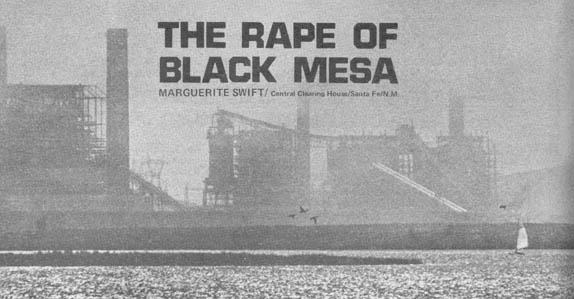 THE RAPE OF
BLACK MESA
MARGUERITE SWIFT/ Central Clearing House/Santa Fe/N.M.